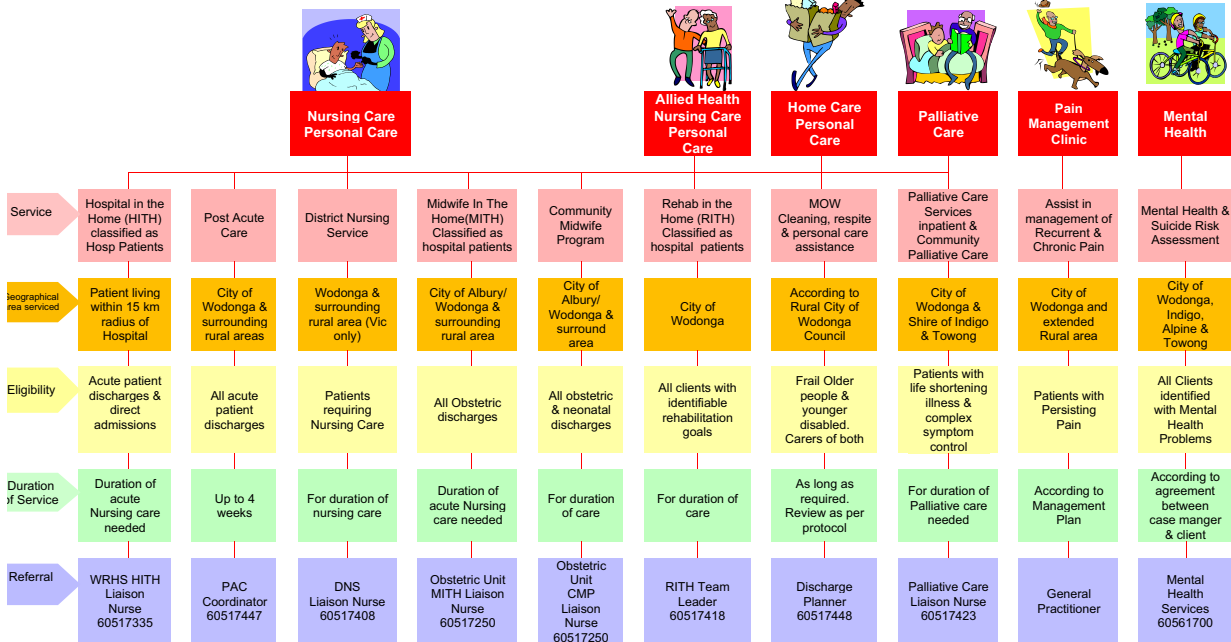 Nursing Care
Personal Care
Allied Health
Nursing Care
Personal
Care
Home Care
Personal
Care
Palliative
Care
Pain
Management
Clinic
Mental
Health
Service
Hospital in the
Home (HITH)
classified as
Hosp Patients
Post Acute
Care
District Nursing
Service
Midwife In The
Home(MITH)
Classified as
hospital patients
Community
Midwife
Program
Rehab in the
Home (RITH)
Classified as
hospital patients
MOW
Cleaning, respite
& personal care
assistance
Palliative Care
Services
inpatient &
Community
Palliative Care
Assist in
management of
Recurrent &
Chronic Pain
Mental Health &
Suicide Risk
Assessment
Geographical
area serviced
Patient living
within 15 km
radius of
Hospital
City of
Wodonga &
surrounding
rural areas
Wodonga &
surrounding
rural area (Vic
only)
City of Albury/
Wodonga &
surrounding
rural area
City of
Albury/
Wodonga &
surround
area
City of
Wodonga
According to
Rural City of
Wodonga
Council
City of
Wodonga &
Shire of Indigo
& Towong
City of
Wodonga and
extended
Rural area
City of
Wodonga,
Indigo,
Alpine &
Towong
Eligibility
Acute patient
discharges &
direct
admissions
All acute
patient
discharges
Patients
requiring
Nursing Care
All Obstetric
discharges
All obstetric
& neonatal
discharges
All clients with
identifiable
rehabilitation
goals
Frail Older
people &
younger
disabled.
Carers of both
Patients with
life shortening
illness &
complex
symptom
control
Patients with
Persisting
Pain
All Clients
identified
with Mental
Health
Problems
Duration
of Service
Duration of
acute
Nursing care
needed
Up to 4
weeks
For duration of
nursing care
Duration of
acute Nursing
care needed
For duration
of care
For duration of
care
As long as
required.
Review as per
protocol
For duration of
Palliative care
needed
According to
Management
Plan
According to
agreement
between
case manger
& client
Referral
WRHS HITH
Liaison
Nurse
60517335
PAC
Coordinator
60517447
DNS
Liaison Nurse
60517408
Obstetric Unit
MITH Liaison
Nurse
60517250
Obstetric
Unit
CMP
Liaison
Nurse
60517250
RITH Team
Leader
60517418
Discharge
Planner
60517448
Palliative Care
Liaison Nurse
60517423
General
Practitioner
Mental
Health
Services
60561700